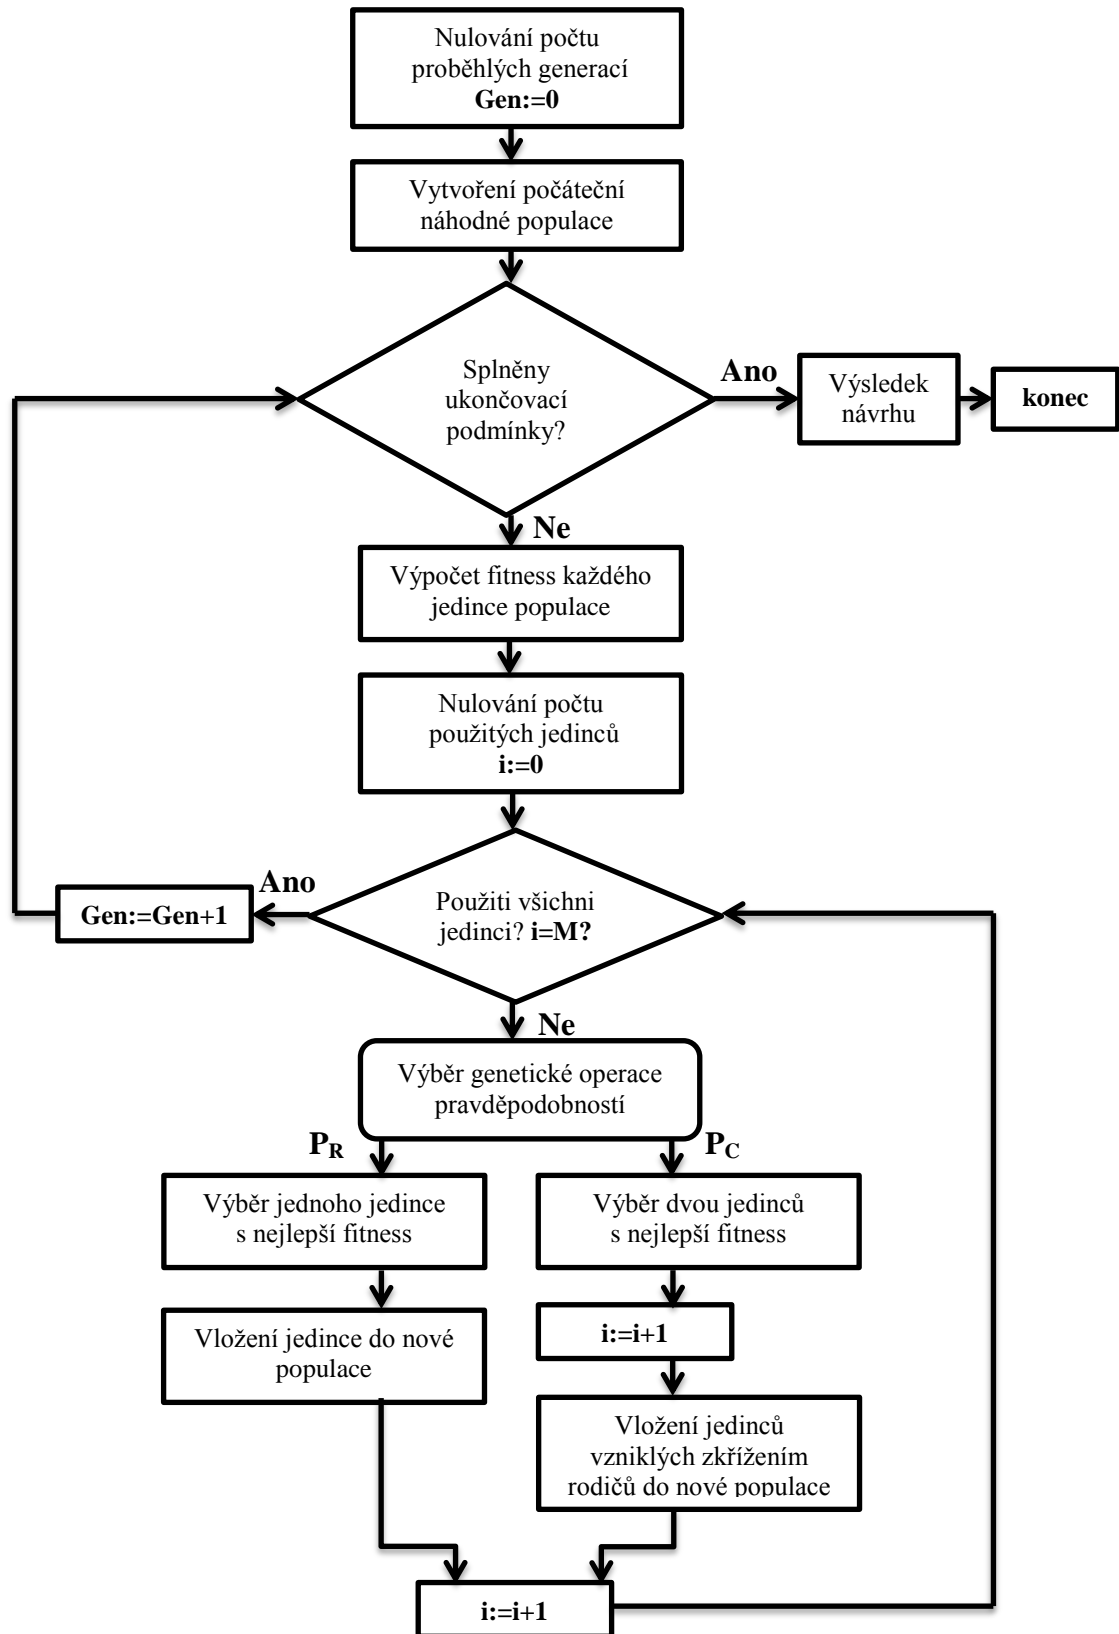 Nulování počtu
proběhlých generací
Gen:=0
Vytvoření počáteční
náhodné populace
Splněny
ukončovací
podmínky?
Ano
Výsledek
návrhu
konec
Ne
Výpočet fitness každého
jedince populace
Nulování počtu
použitých jedinců
i:=0
Použiti všichni
jedinci? i=M?
Ano
Gen:=Gen+1
Ne
Výběr genetické operace
pravděpodobností
PR
PC
Výběr jednoho jedince
s nejlepší fitness
Vložení jedince do nové
populace
Výběr dvou jedinců
s nejlepší fitness
i:=i+1
Vložení jedinců
vzniklých zkřížením
rodičů do nové populace
i:=i+1